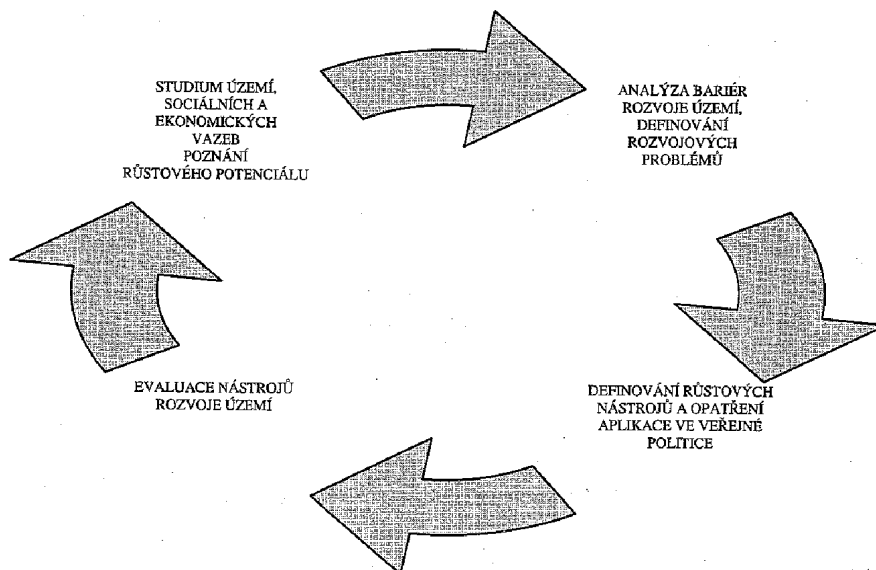 STUDIUM ÚZEMÍ,
SOCIÁLNÍCH A
EKONOMICKÝCH
VAZEB
POZNÁNÍ
RŮSTOVÉHO POTENCIÁLU
ANALÝZA BARIÉR
ROZVOJE ÚZEMÍ,
DEFINOVÁNÍ
ROZVOJOVÝCH
PROBLÉMŮ
DEFINOVÁNÍ RŮSTOVÝCH
NÁSTROJŮ A OPATŘENÍ
APLIKACE VE VEŘEJNÉ
POLITICE
EVALUACE NÁSTROJŮ
ROZVOJE ÚZEMÍ